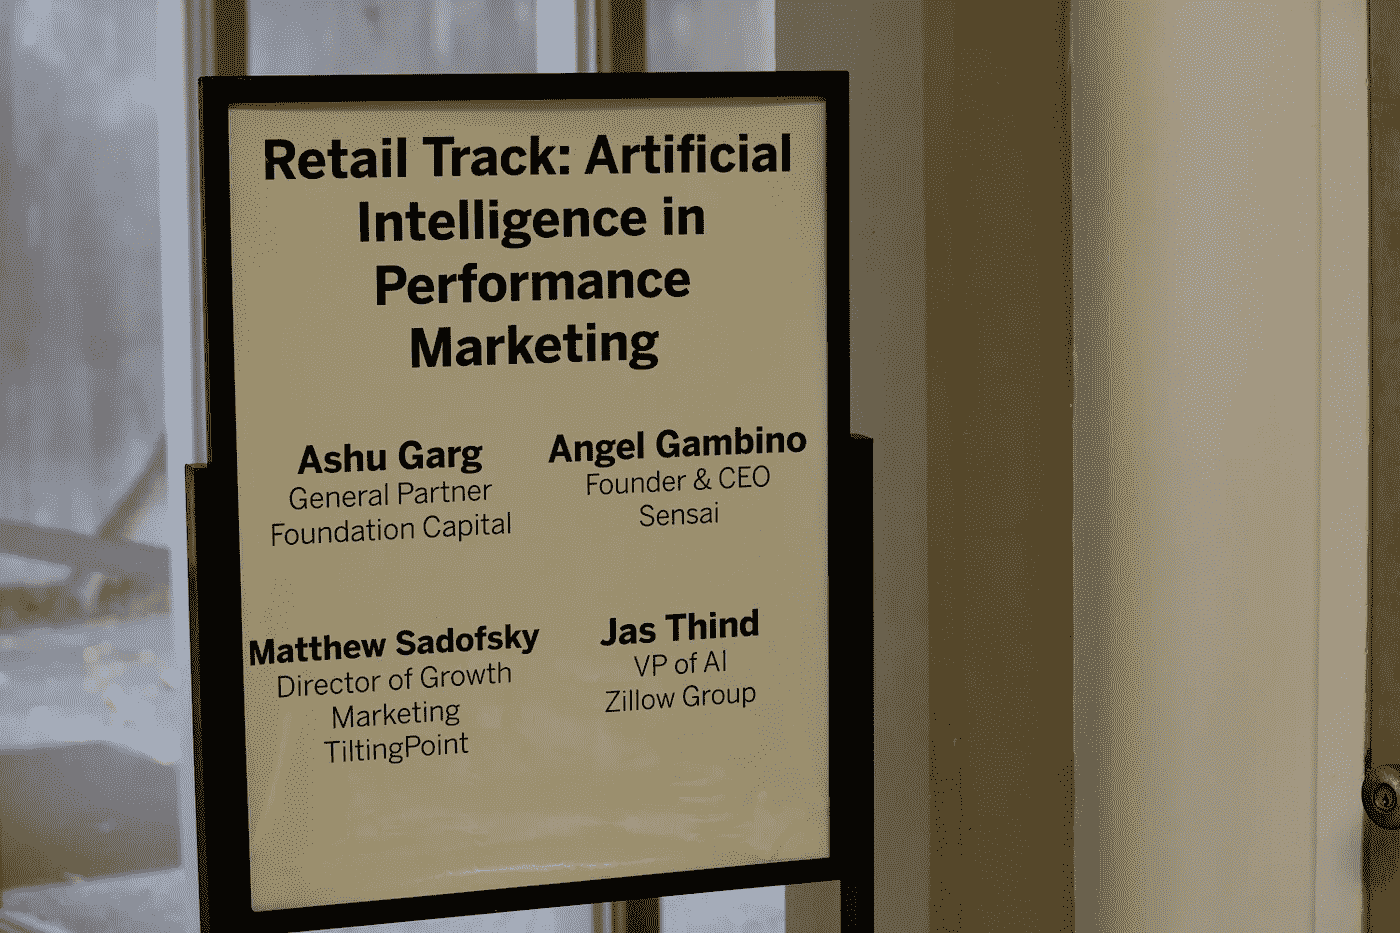 Retail Track: Artificial
Intelligence in
Performance
Marketing
Ashu Garg
General Partner
Foundation Capital
Angel Gambino
Founder & CEO
Sensai
Matthew Sadofsky
Director of Growth
Marketing
TiltingPoint
Jas Thind
VP of AI
Zillow Group